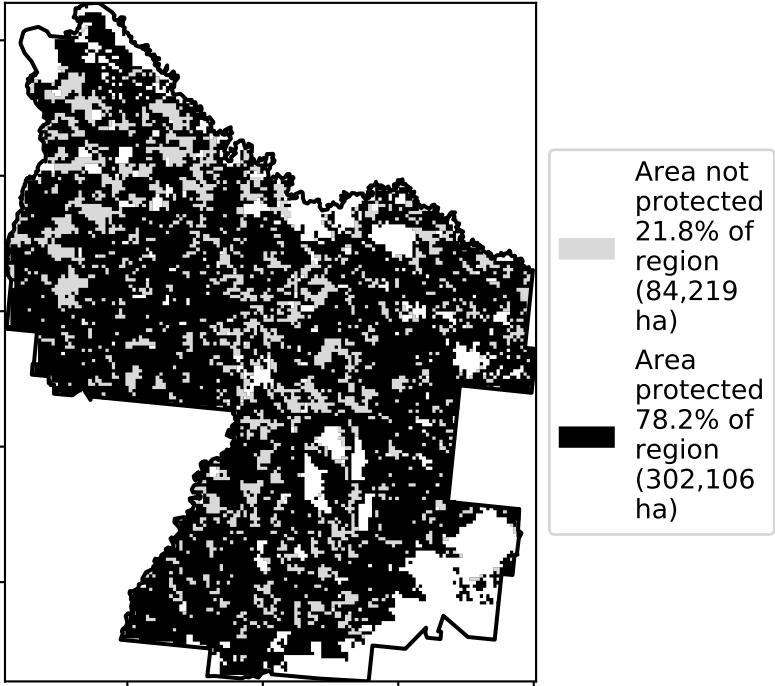 Area not
protected
21.8% of
region
(84,219
ha)
Area
protected
78.2% of
region
(302,106
ha)